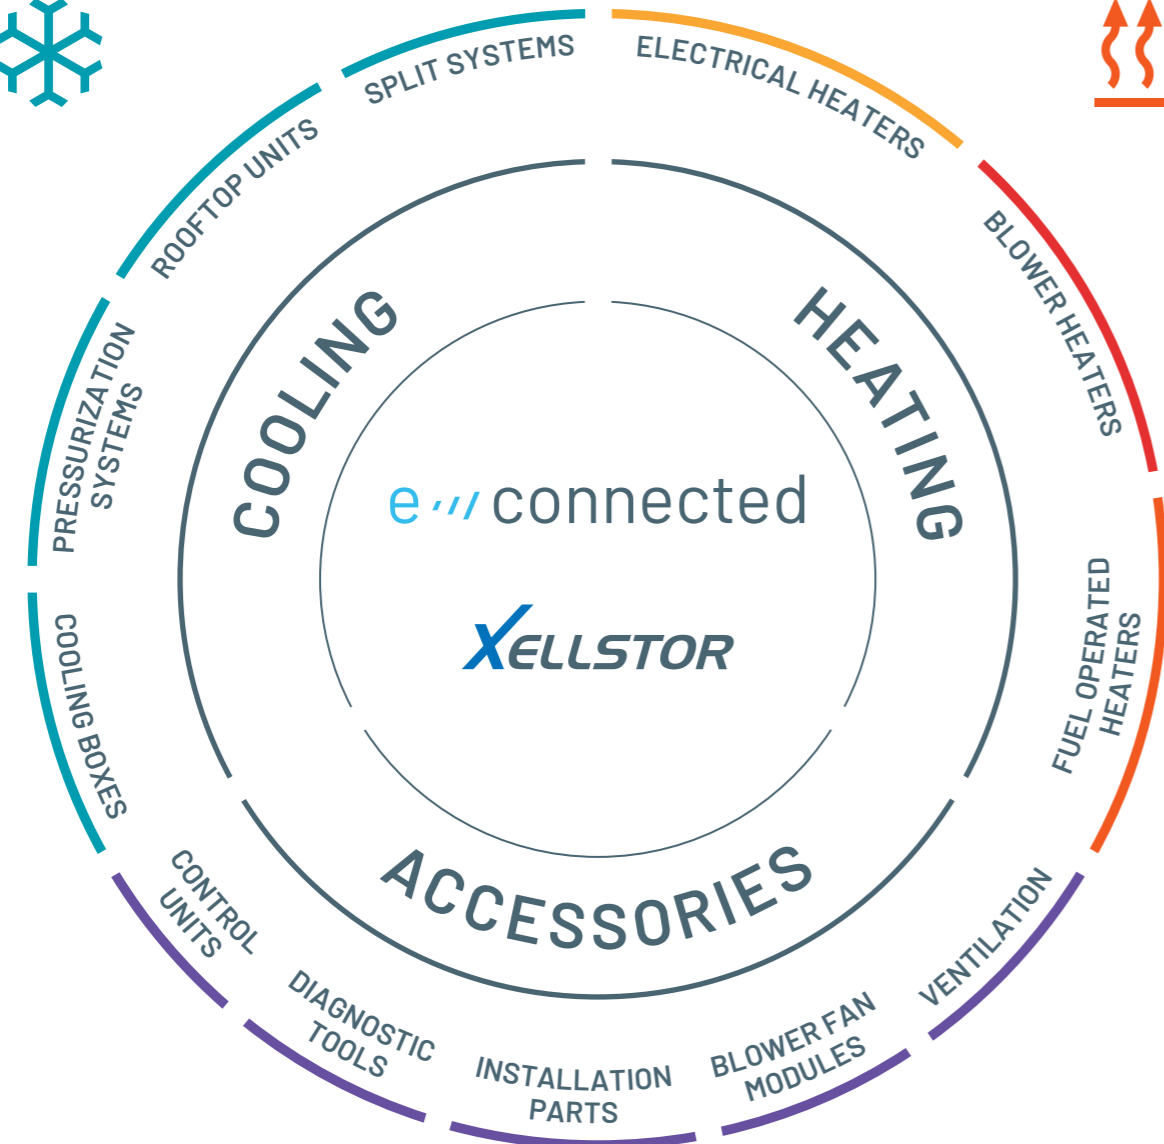 SPLIT SYSTEMS
ELECTRICAL HEATERS
ROOFTOP UNITS
BLOWER HEATERS
PRESSURIZATION
SYSTEMS
COOLING
HEATING
e connected
XELLSTOR
FUEL OPERATED
HEATERS
COOLING BOXES
ACCESSORIES
CONTROL
UNITS
DIAGNOSTIC
TOOLS
INSTALLATION
PARTS
BLOWER FAN
MODULES
VENTILATION